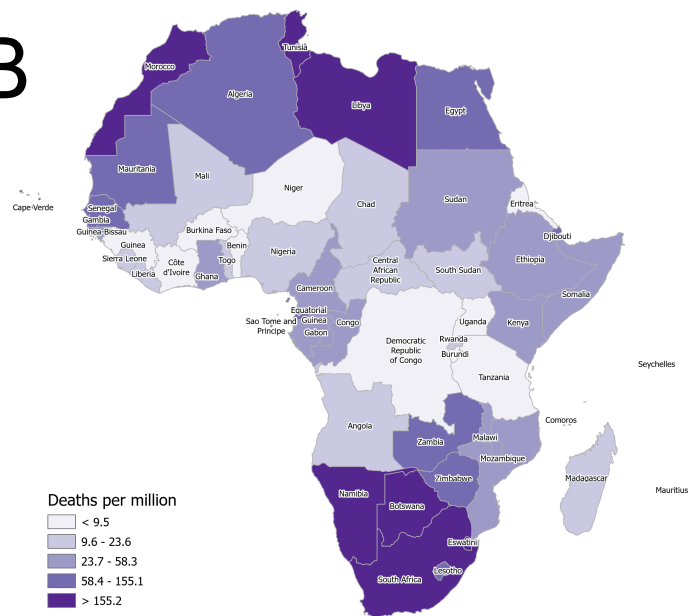 B
Tunisia
Morocco
Algeria
Libya
Egypt
Mauritania
Mali
Niger
Chad
Sudan
Eritrea
Cape-Verde
Senegal
Gambia
Guinea-Bissau
Burkina Faso
Djibouti
Guinea
Benin
Nigeria
Ethiopia
Sierra Leone
Côte
d'Ivoire
Togo
Central
African
Republic
South Sudan
Liberia
Ghana
Cameroon
Somalia
Equatorial
Guinea
Sao Tome and
Principe
Gabon
Congo
Uganda
Kenya
Democratic
Republic
of Congo
Rwanda
Burundi
Seychelles
Tanzania
Angola
Comoros
Zambia
Malawi
Mozambique
Namibia
Zimbabwe
Madagascar
Mauritius
Botswana
Eswatini
Lesotho
South Africa
Deaths per million
< 9.5
9.6 - 23.6
23.7 - 58.3
58.4 - 155.1
> 155.2